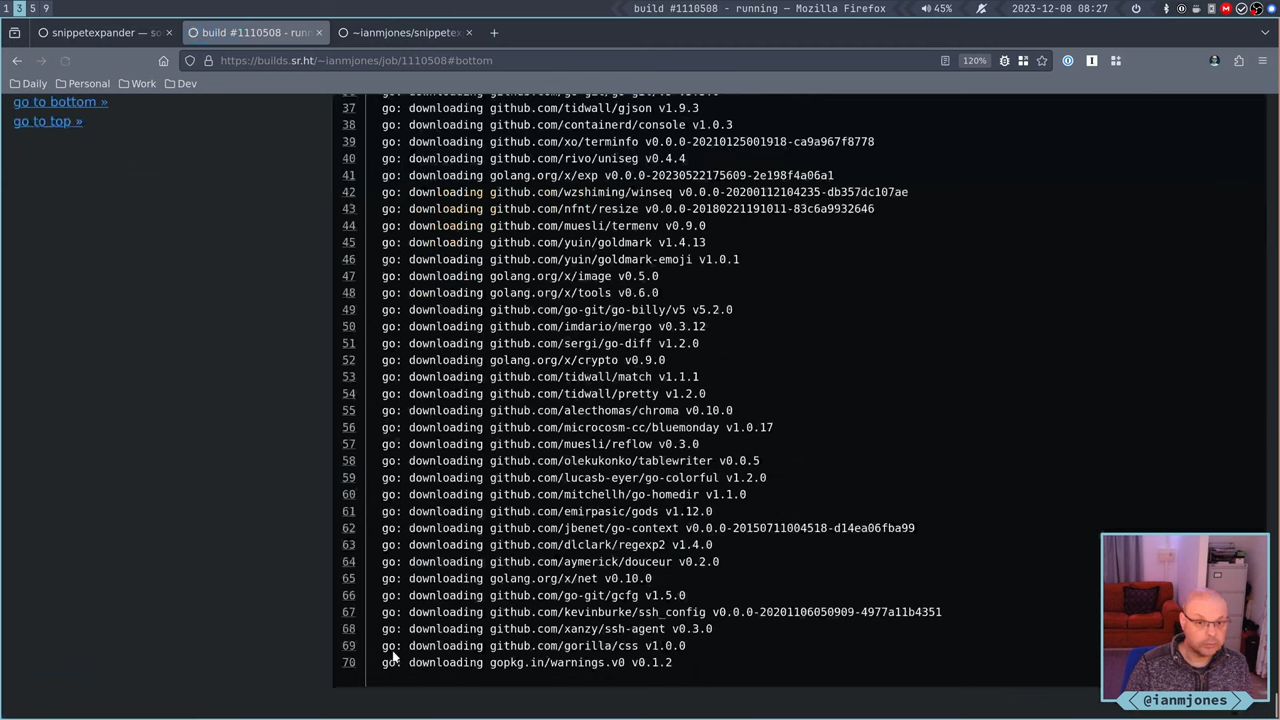 1 2 3 5 9
build #1110508 - running — Mozilla Firefox
45%
2023-12-08 08:27
snippetexpander — so
build #1110508 - runn
~ianmjones/snippete
https://builds.sr.ht/~ianmjones/job/1110508#bottom
120%
Daily
Personal
Work
Dev
go to bottom »
go to top »
37 go: downloading github.com/tidwall/gjson v1.9.3
38 go: downloading github.com/containerd/console v1.0.3
39 go: downloading github.com/xo/terminfo v0.0.0-20210125001918-ca9a967f8778
40 go: downloading github.com/rivo/uniseg v0.4.4
41 go: downloading golang.org/x/exp v0.0.0-20230522175609-2e198f4a06a1
42 go: downloading github.com/wzshiming/winseq v0.0.0-20200112104235-db357dc107ae
43 go: downloading github.com/nfnt/resize v0.0.0-20180221191011-83c6a9932646
44 go: downloading github.com/muesli/termenv v0.9.0
45 go: downloading github.com/yuin/goldmark v1.4.13
46 go: downloading github.com/yuin/goldmark-emoji v1.0.1
47 go: downloading golang.org/x/image v0.5.0
48 go: downloading golang.org/x/tools v0.6.0
49 go: downloading github.com/go-git/go-billy/v5 v5.2.0
50 go: downloading github.com/imdario/mergo v0.3.12
51 go: downloading github.com/sergi/go-diff v1.2.0
52 go: downloading golang.org/x/crypto v0.9.0
53 go: downloading github.com/tidwall/match v1.1.1
54 go: downloading github.com/tidwall/pretty v1.2.0
55 go: downloading github.com/alecthomas/chroma v0.10.0
56 go: downloading github.com/microcosm-cc/bluemonday v1.0.17
57 go: downloading github.com/muesli/reflow v0.3.0
58 go: downloading github.com/olekukonko/tablewriter v0.0.5
59 go: downloading github.com/lucasb-eyer/go-colorful v1.2.0
60 go: downloading github.com/mitchellh/go-homedir v1.1.0
61 go: downloading github.com/emirpasic/gods v1.12.0
62 go: downloading github.com/jbenet/go-context v0.0.0-20150711004518-d14ea06fba99
63 go: downloading github.com/dlclark/regexp2 v1.4.0
64 go: downloading github.com/aymerick/douceur v0.2.0
65 go: downloading golang.org/x/net v0.10.0
66 go: downloading github.com/go-git/gcfg v1.5.0
67 go: downloading github.com/kevinburke/ssh_config v0.0.0-20201106050909-4977a11b4351
68 go: downloading github.com/xanzy/ssh-agent v0.3.0
69 go: downloading github.com/gorilla/css v1.0.0
70 go: downloading gopkg.in/warnings.v0 v0.1.2
@ianmjones